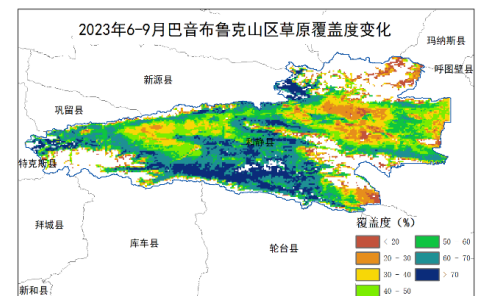 2023年6-9月巴音布鲁克山区草原覆盖度变化
玛纳斯县
呼图壁县
新源县
巩留县
和静县
特克斯县
拜城县
库车县
轮台县
新和县
覆盖度（%）
< 20
20 - 30
30 - 40
40 - 50
50 - 60
60 - 70
> 70